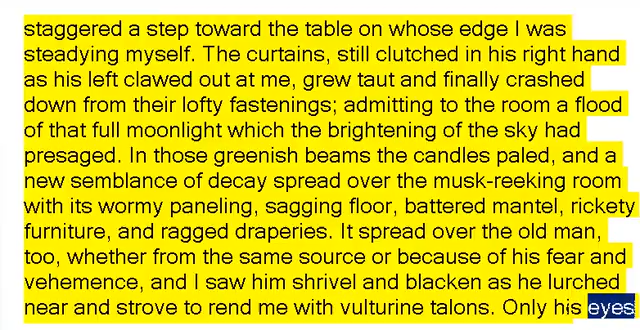 staggered a step toward the table on whose edge I was
steadying myself. The curtains, still clutched in his right hand
as his left clawed out at me, grew taut and finally crashed
down from their lofty fastenings; admitting to the room a flood
of that full moonlight which the brightening of the sky had
presaged. In those greenish beams the candles paled, and a
new semblance of decay spread over the musk-reeking room
with its wormy paneling, sagging floor, battered mantel, rickety
furniture, and ragged draperies. It spread over the old man,
too, whether from the same source or because of his fear and
vehemence, and I saw him shrivel and blacken as he lurched
near and strove to rend me with vulturine talons. Only his eyes